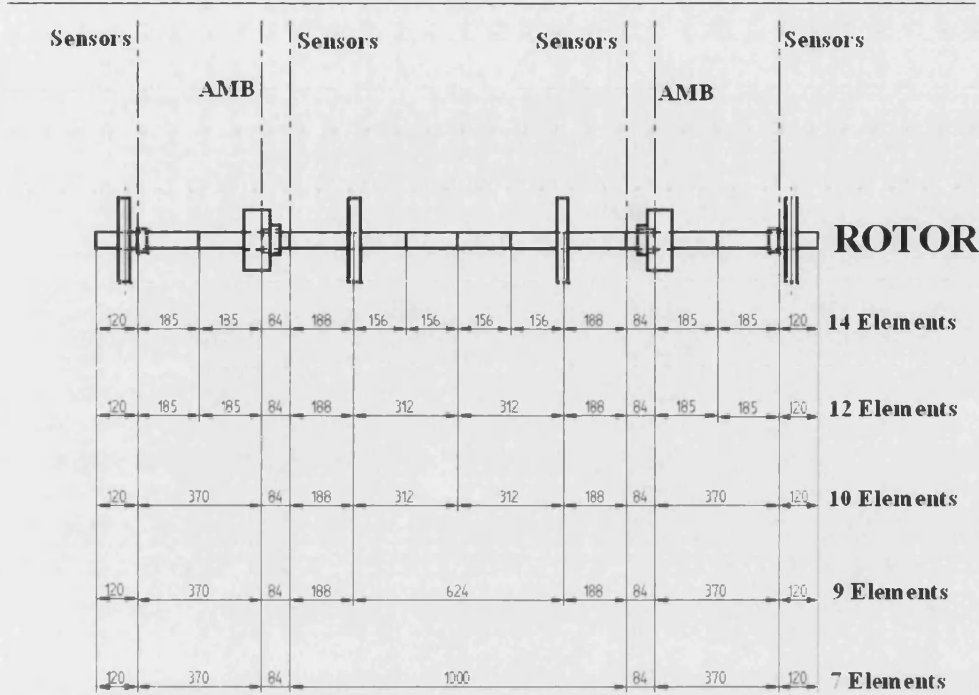 Sensors Sensors Sensors Sensors
AMB AMB
ROTOR
120 185 185 84 188 156 156 156 156 188 84 185 185 120 14 Elements
120 185 185 84 188 312 312 188 84 185 185 120 12 Elements
120 370 84 188 312 312 188 84 370 120 10 Elements
120 370 84 188 624 188 84 370 120 9 Elements
120 370 84 1000 84 370 120 7 Elements